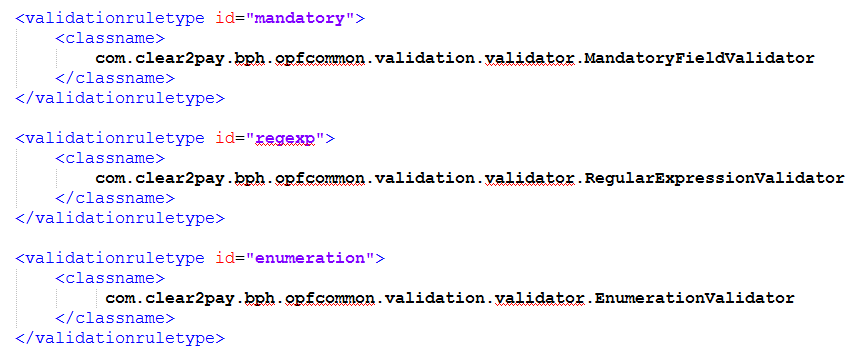 <validationruletype id="mandatory">
    <classname>
        com.clear2pay.bph.opfcommon.validation.validator.MandatoryFieldValidator
    </classname>
</validationruletype>

<validationruletype id="regexp">
    <classname>
        com.clear2pay.bph.opfcommon.validation.validator.RegularExpressionValidator
    </classname>
</validationruletype>

<validationruletype id="enumeration">
    <classname>
         com.clear2pay.bph.opfcommon.validation.validator.EnumerationValidator
    </classname>
</validationruletype>